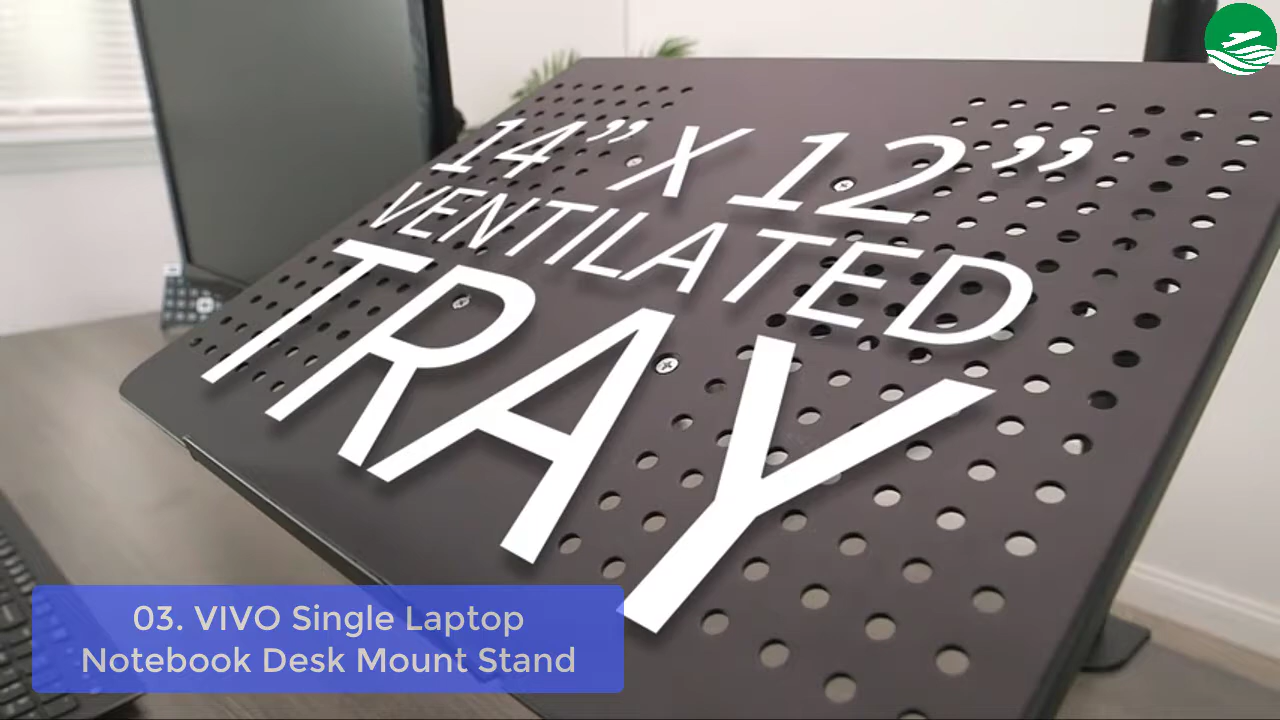 14” X 12”
VENTILATED
TRAY
03. VIVO Single Laptop
Notebook Desk Mount Stand